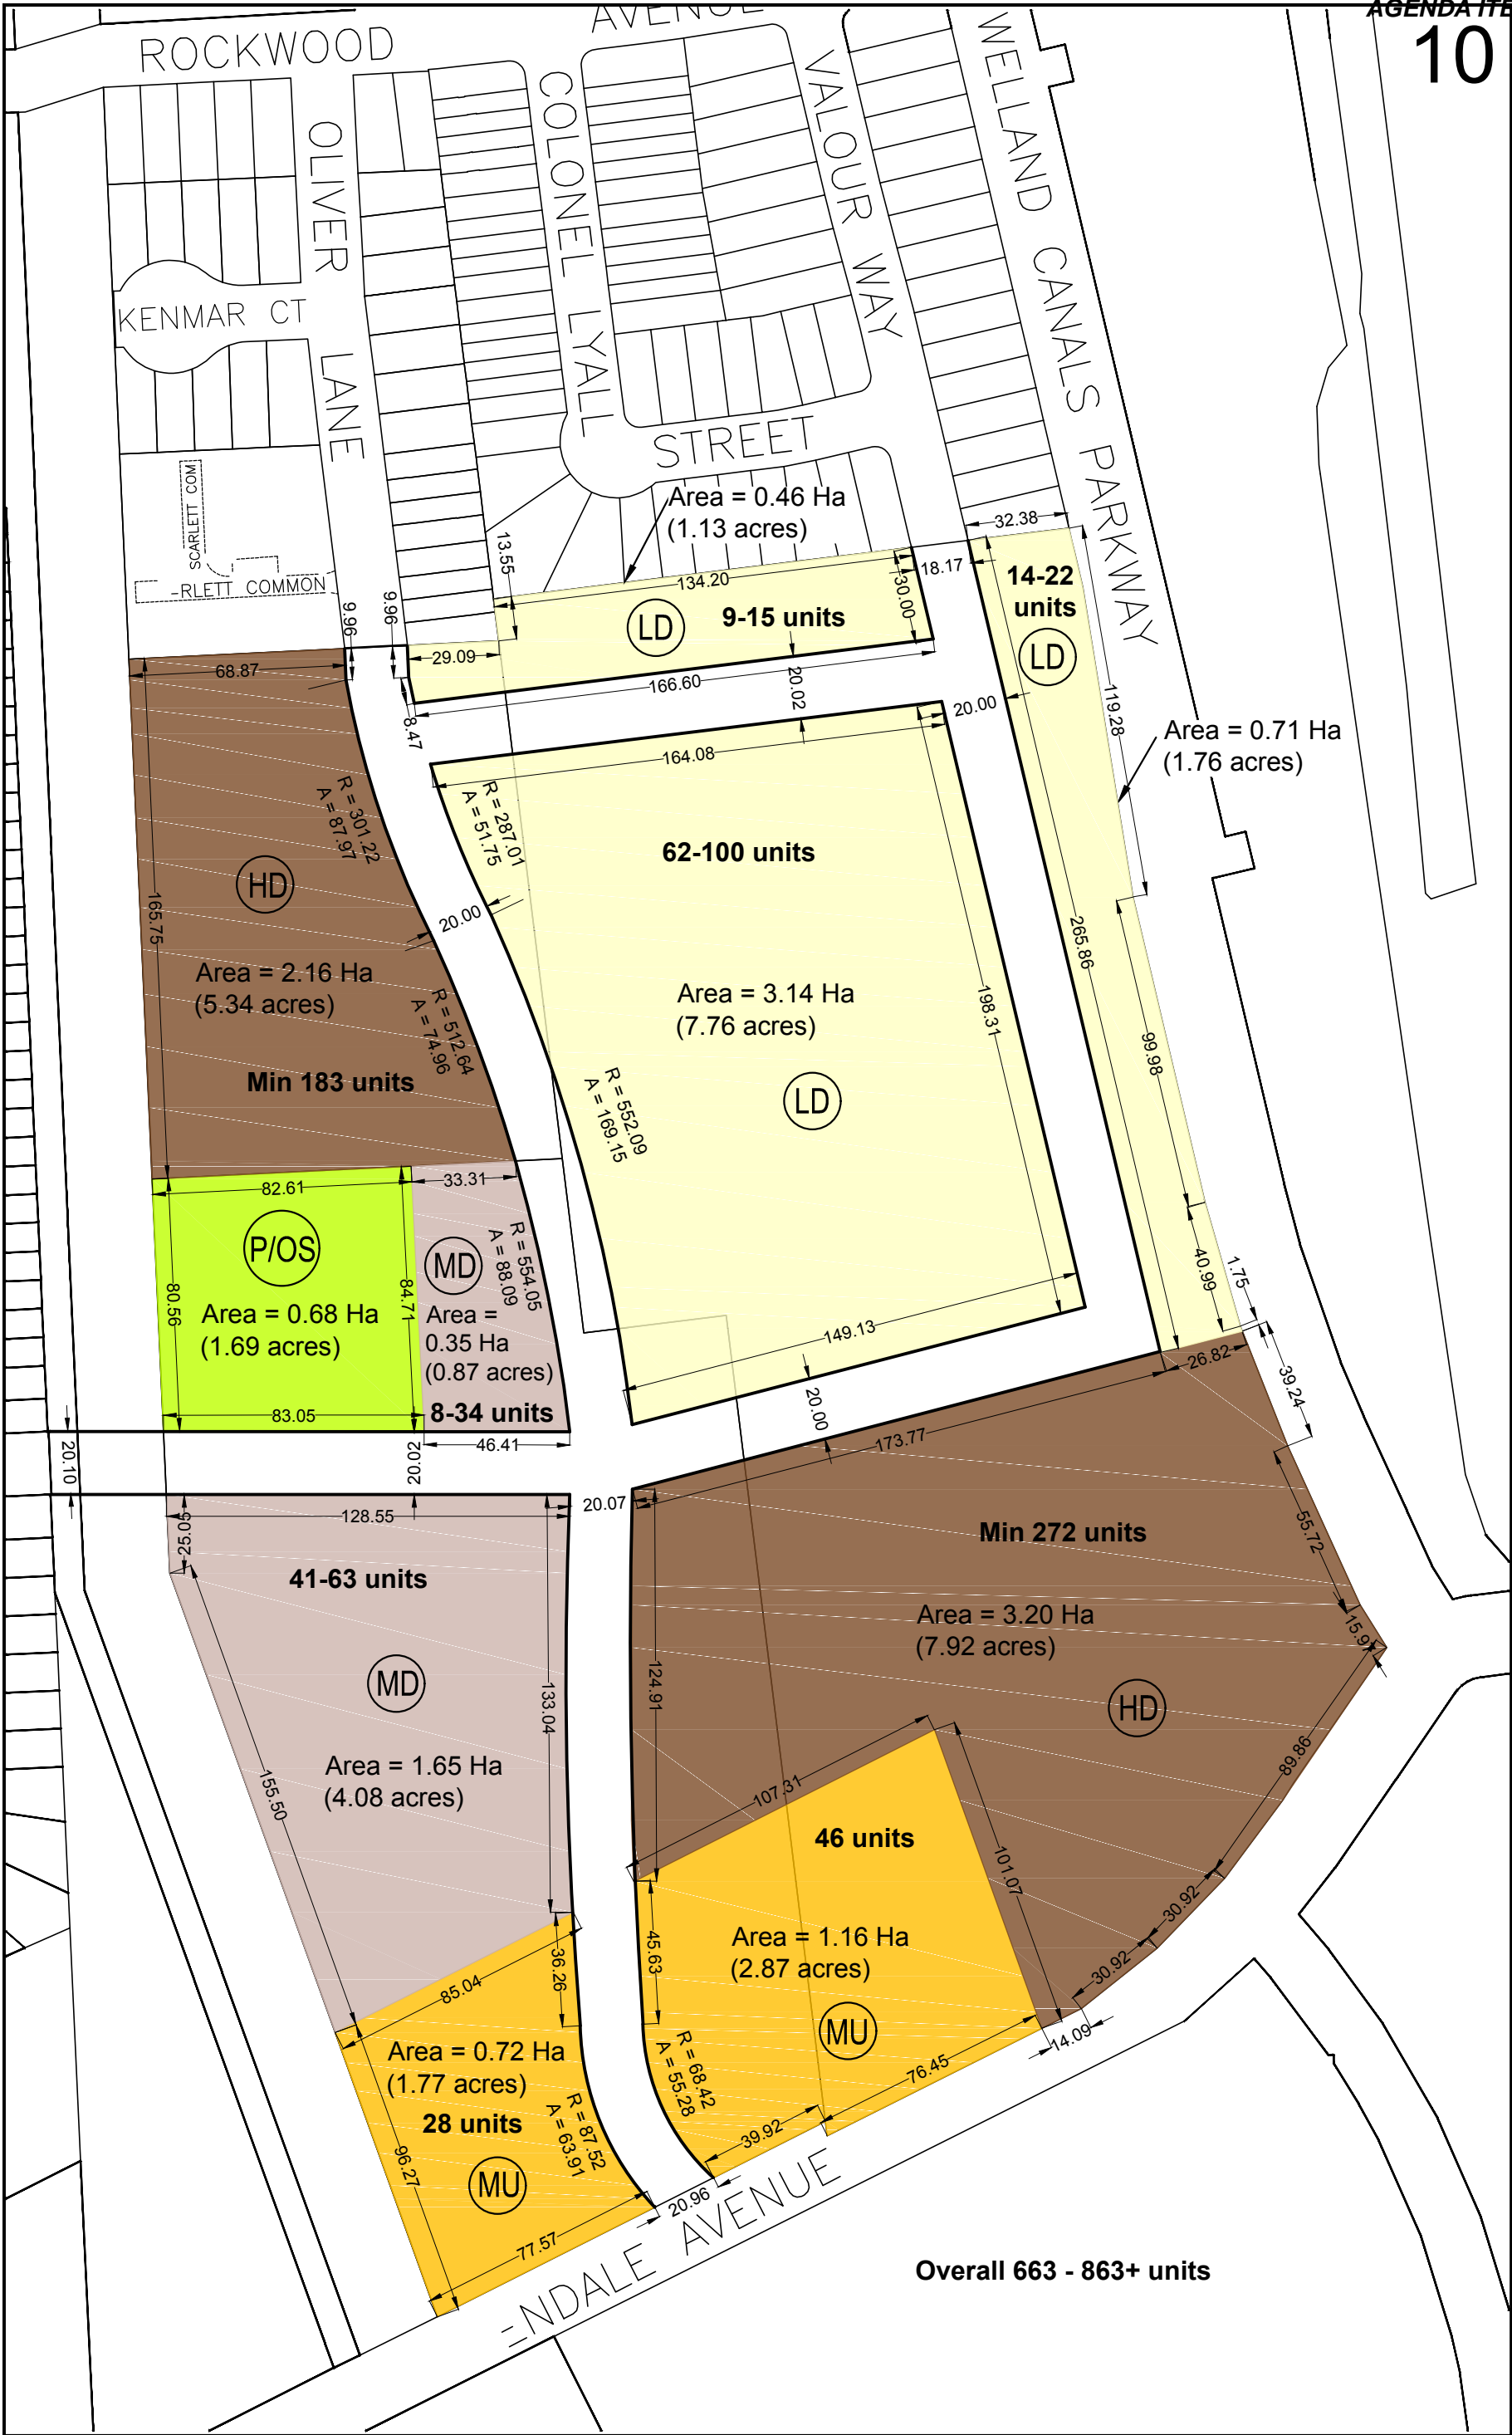 AGENDA ITE
10
ROCKWOOD
AVENUE
OLIVER
LANE
COLONEL LYALL
STREET
VALOUR WAY
WELLAND CANALS PARKWAY
KENMAR CT
SCARLETT COM
RLETT COMMON
Area = 0.46 Ha
(1.13 acres)
32.38
13.55
134.20
30.00
18.17
14-22
units
LD
LD
9-15 units
9.96
9.96
29.09
68.87
166.60
20.02
20.00
119.28
8.47
164.08
Area = 0.71 Ha
(1.76 acres)
R = 301.22
A = 87.97
R = 287.01
A = 51.75
62-100 units
HD
165.75
20.00
265.86
Area = 2.16 Ha
(5.34 acres)
Area = 3.14 Ha
(7.76 acres)
198.31
R = 512.64
A = 74.96
99.98
Min 183 units
LD
R = 552.09
A = 169.15
82.61
33.31
P/OS
MD
R = 554.05
A = 88.09
80.56
84.71
40.99
1.75
Area = 0.68 Ha
(1.69 acres)
Area =
0.35 Ha
(0.87 acres)
149.13
26.82
39.24
83.05
8-34 units
20.00
173.77
46.41
20.10
20.02
128.55
20.07
25.05
55.72
Min 272 units
41-63 units
Area = 3.20 Ha
(7.92 acres)
15.97
MD
133.04
124.91
HD
Area = 1.65 Ha
(4.08 acres)
155.50
107.31
89.86
46 units
101.07
30.92
36.26
45.63
Area = 1.16 Ha
(2.87 acres)
30.92
85.04
MU
14.09
Area = 0.72 Ha
(1.77 acres)
R = 68.42
A = 55.28
76.45
28 units
R = 87.52
A = 63.91
39.92
96.27
MU
20.96
77.57
NDALE AVENUE
Overall 663 - 863+ units